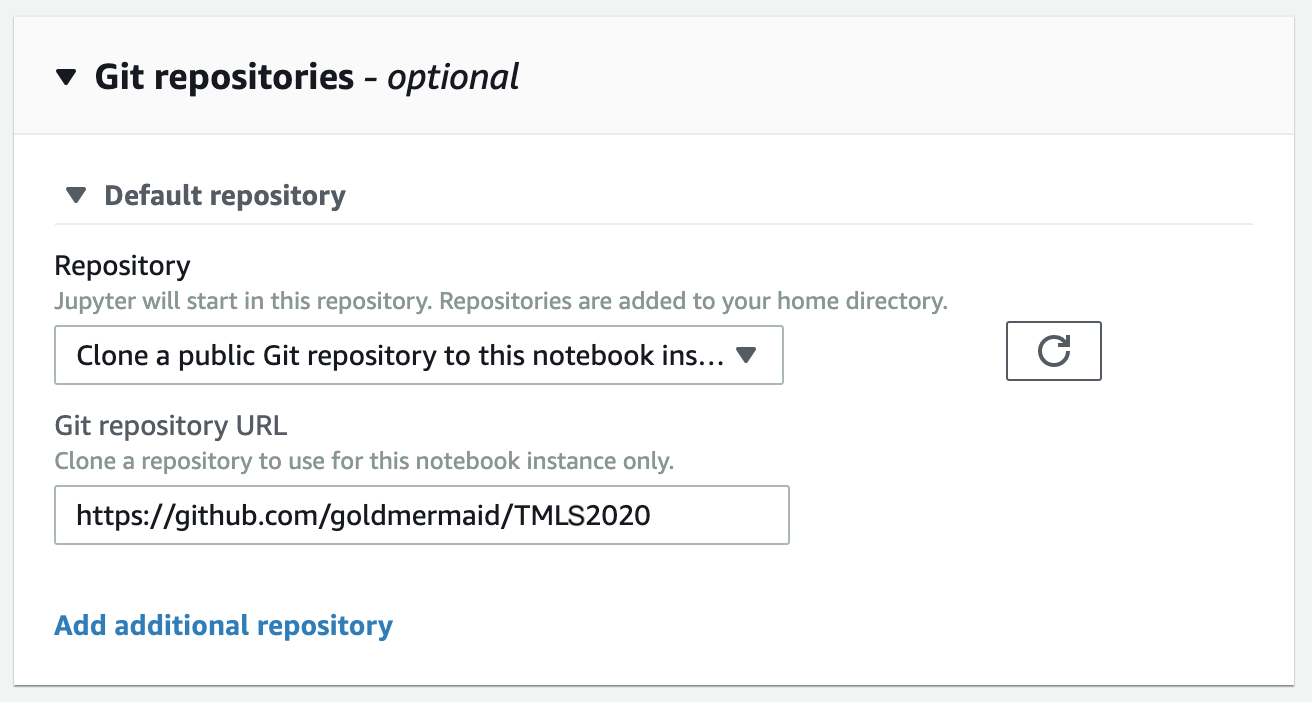 Git repositories - optional
Default repository
Repository
Jupyter will start in this repository. Repositories are added to your home directory.
Clone a public Git repository to this notebook ins...
Git repository URL
Clone a repository to use for this notebook instance only.
https://github.com/goldmermaid/TMLS2020
Add additional repository